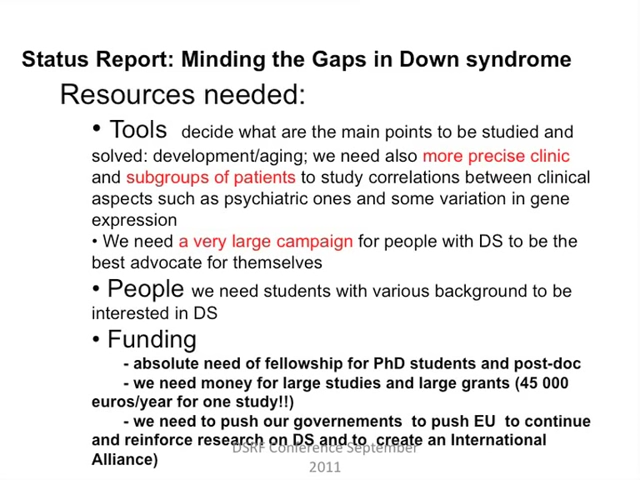 Status Report: Minding the Gaps in Down syndrome
Resources needed:
• Tools decide what are the main points to be studied and
solved: development/aging; we need also more precise clinic
and subgroups of patients to study correlations between clinical
aspects such as psychiatric ones and some variation in gene
expression
• We need a very large campaign for people with DS to be the
best advocate for themselves
• People we need students with various background to be
interested in DS
• Funding
- absolute need of fellowship for PhD students and post-doc
- we need money for large studies and large grants (45 000
euros/year for one study!!)
- we need to push our governements to push EU to continue
and reinforce research on DS and to create an International
Alliance)
DSRF Conference September
2011